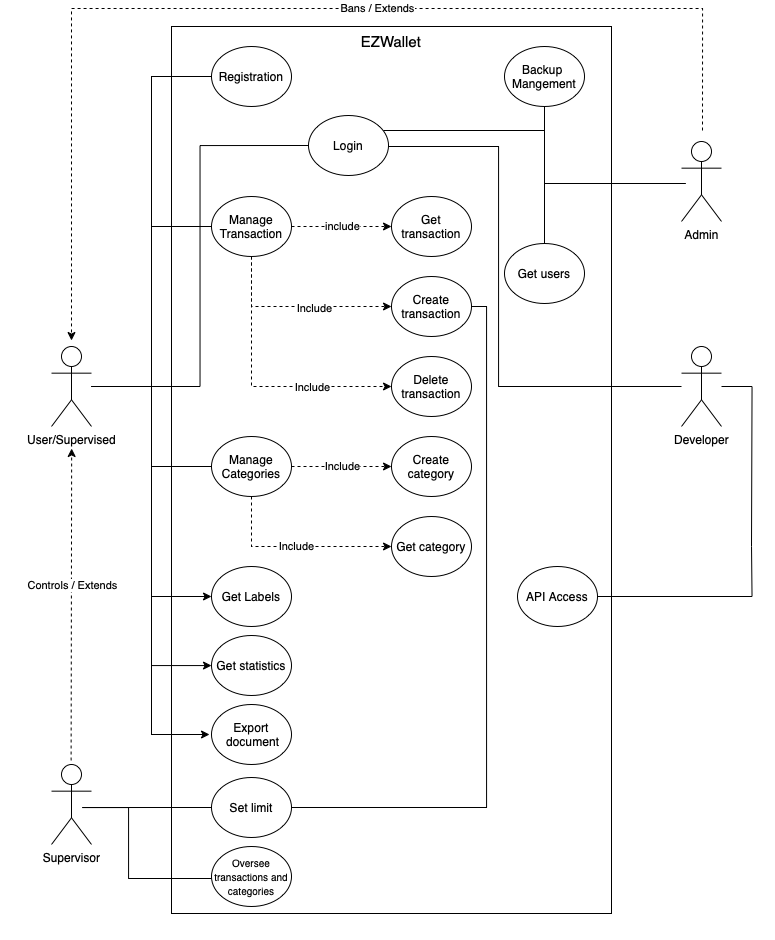 Bans / Extends
EZWallet
Registration
Backup
Mangement
Login
Manage
Transaction
include
Get
transaction
Admin
Get users
Include
Create
transaction
Include
Delete
transaction
User/Supervised
Developer
Manage
Categories
Include
Create
category
Include
Get category
Controls / Extends
Get Labels
API Access
Get statistics
Export
document
Set limit
Supervisor
Oversee
transactions and
categories